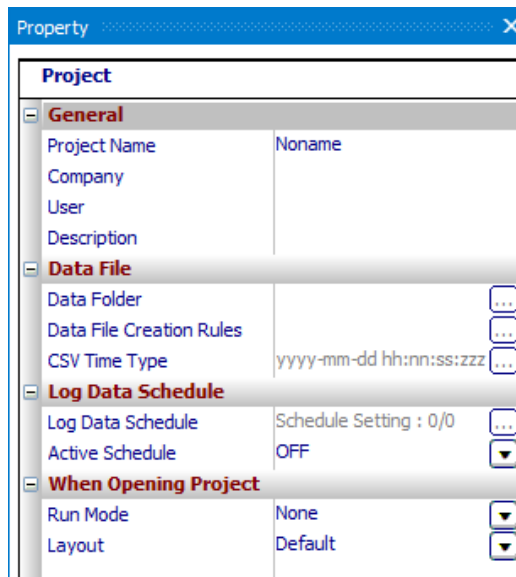 Property
Project
General
Project Name Noname
Company
User
Description
Data File
Data Folder ...
Data File Creation Rules ...
CSV Time Type yyyy-mm-dd hh:nn:ss:zzz ...
Log Data Schedule
Log Data Schedule Schedule Setting : 0/0 ...
Active Schedule OFF
When Opening Project
Run Mode None
Layout Default